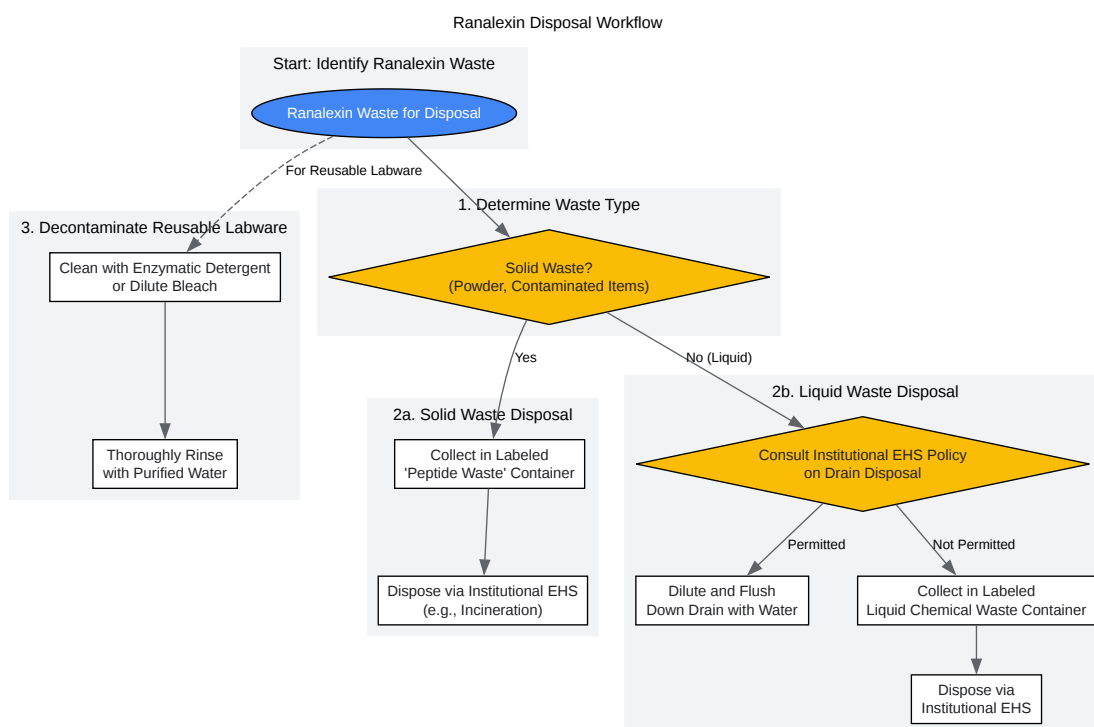 Ranalexin Disposal Workflow
Start: Identify Ranalexin Waste
Ranalexin Waste for Disposal
For Reusable Labware
1. Determine Waste Type
3. Decontaminate Reusable Labware
Clean with Enzymatic Detergent
or Dilute Bleach
Solid Waste?
(Powder, Contaminated Items)
Yes
No (Liquid)
2a. Solid Waste Disposal
2b. Liquid Waste Disposal
Thoroughly Rinse
with Purified Water
Collect in Labeled
'Peptide Waste' Container
Consult Institutional EHS Policy
on Drain Disposal
Permitted
Not Permitted
Dispose via Institutional EHS
(e.g., Incineration)
Dilute and Flush
Down Drain with Water
Collect in Labeled
Liquid Chemical Waste Container
Dispose via
Institutional EHS